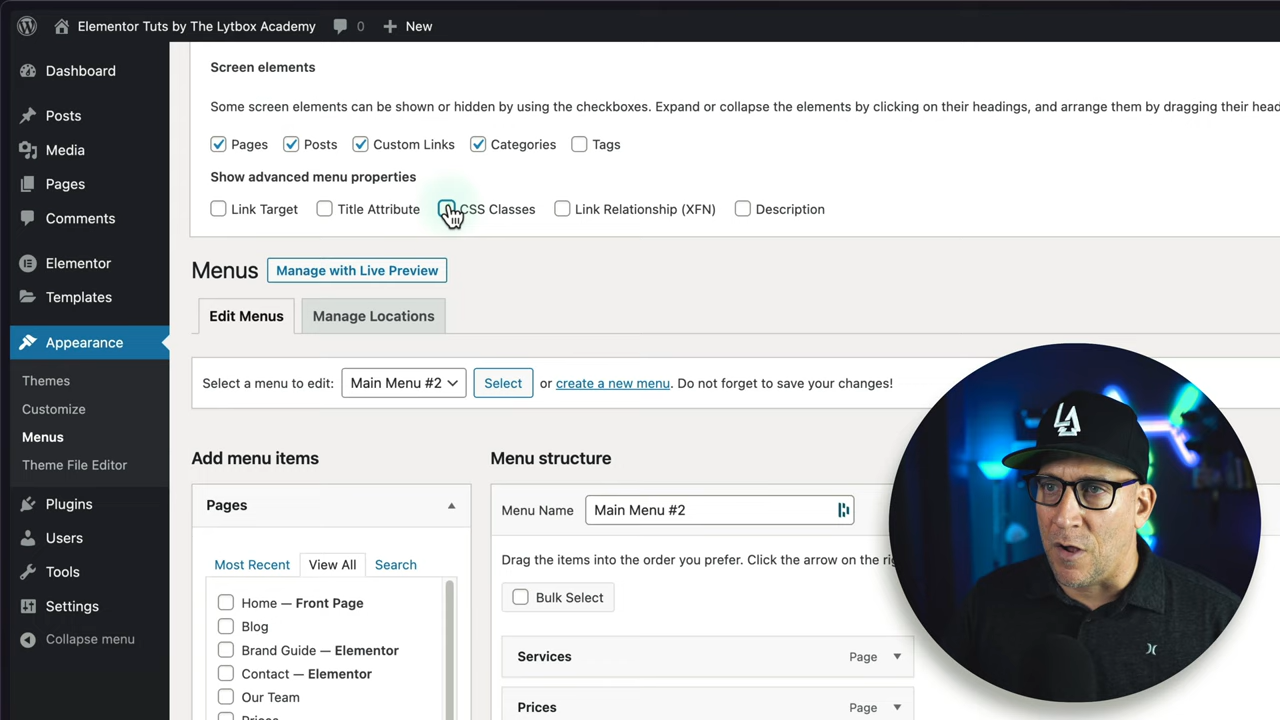 Elementor Tuts by The Lytbox Academy 0 New
Dashboard
Posts
Media
Pages
Comments
Elementor
Templates
Appearance
Themes
Customize
Menus
Theme File Editor
Plugins
Users
Tools
Settings
Collapse menu
Screen elements
Some screen elements can be shown or hidden by using the checkboxes. Expand or collapse the elements by clicking on their headings, and arrange them by dragging their head
Pages Posts Custom Links Categories Tags
Show advanced menu properties
Link Target Title Attribute CSS Classes Link Relationship (XFN) Description
Menus Manage with Live Preview
Edit Menus Manage Locations
Select a menu to edit: Main Menu #2 Select or create a new menu. Do not forget to save your changes!
Add menu items
Pages
Most Recent View All Search
Home — Front Page
Blog
Brand Guide — Elementor
Contact — Elementor
Our Team
Menu structure
Menu Name Main Menu #2
Drag the items into the order you prefer. Click the arrow on the
Bulk Select
Services Page
Prices Page